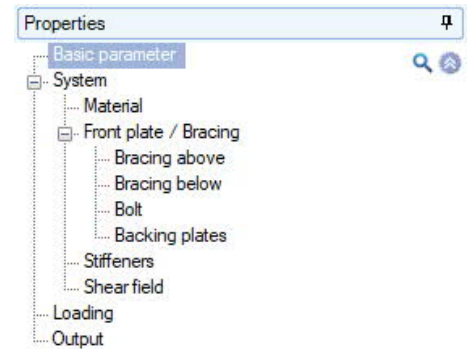 Properties
Basic parameter
System
Material
Front plate / Bracing
Bracing above
Bracing below
Bolt
Backing plates
Stiffeners
Shear field
Loading
Output